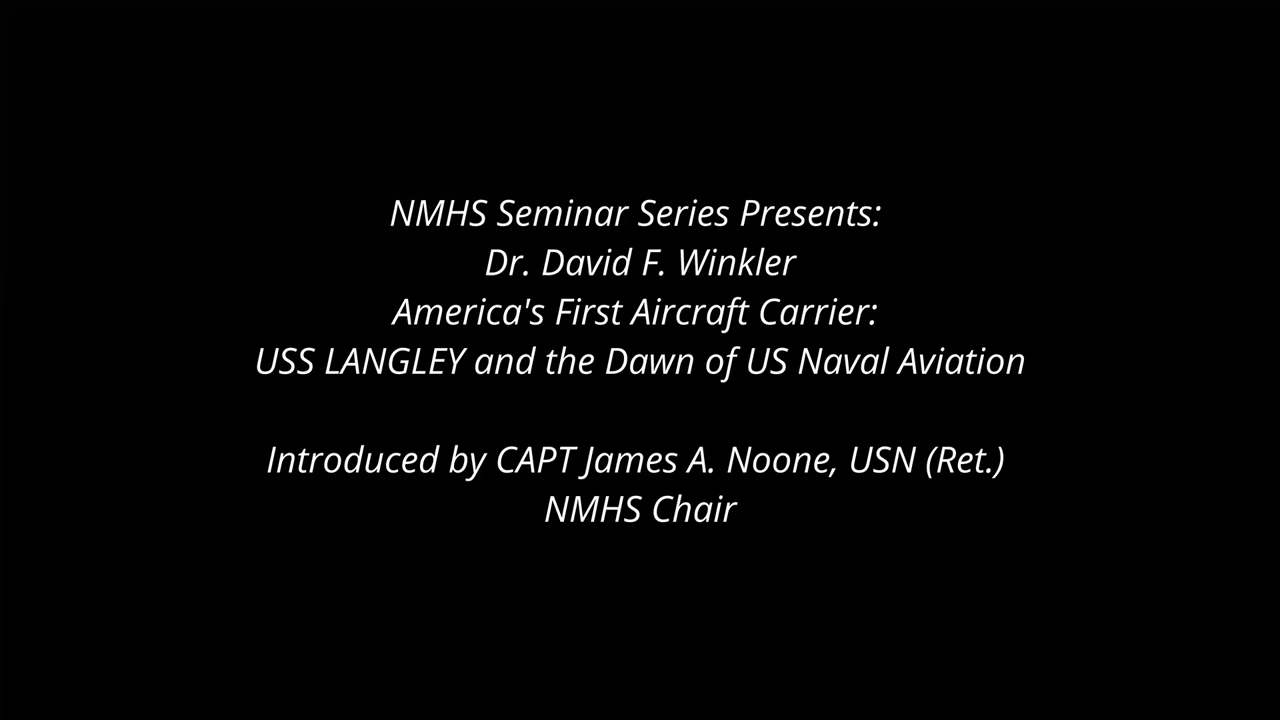 NMHS Seminar Series Presents:
Dr. David F. Winkler
America's First Aircraft Carrier:
USS LANGLEY and the Dawn of US Naval Aviation
Introduced by CAPT James A. Noone, USN (Ret.)
NMHS Chair